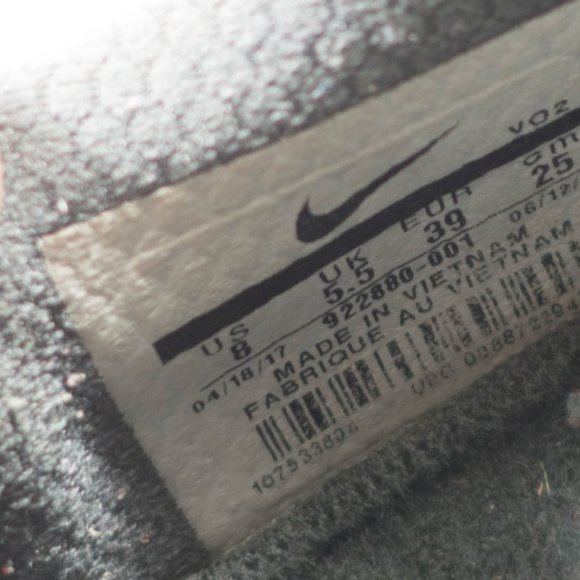 VO2
US UK EUR cm
8 5.5 39 25
04/18/17 922880-001 06/12/
MADE IN VIETNAM
FABRIQUE AU VIETNAM
UPC